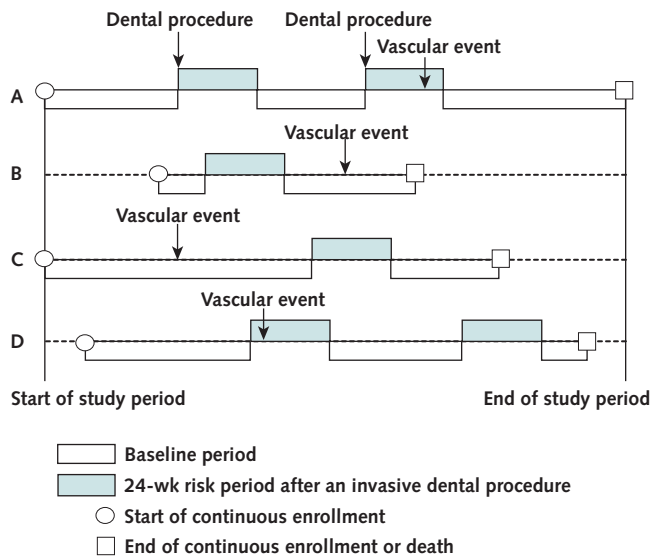 Dental procedure
Dental procedure
Vascular event
A
Vascular event
B
Vascular event
C
Vascular event
D
Start of study period
End of study period
Baseline period
24-wk risk period after an invasive dental procedure
Start of continuous enrollment
End of continuous enrollment or death